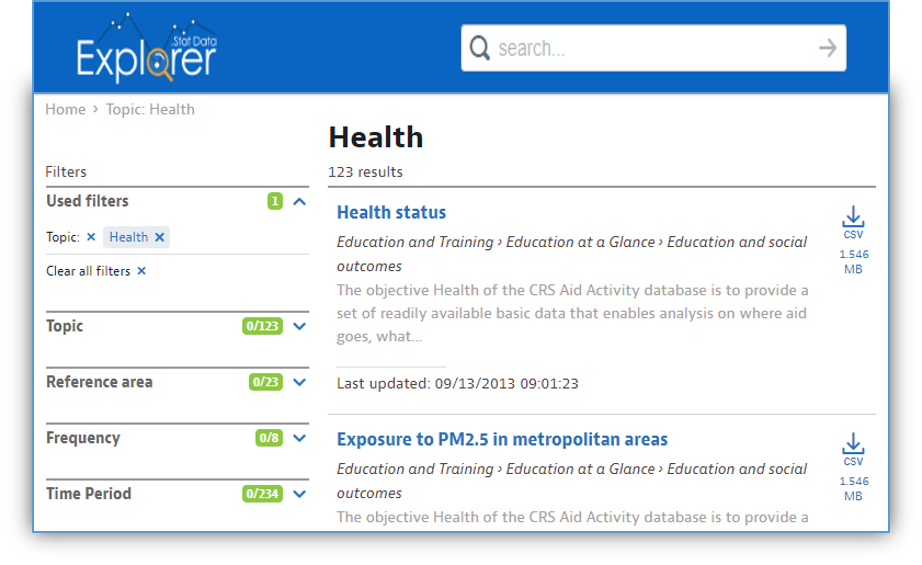 .Stat Data
Explorer
search...
Home › Topic: Health
Health
Filters
123 results
Used filters 1
Topic: × Health ×
Clear all filters ×
Topic 0/123
Reference area 0/23
Frequency 0/8
Time Period 0/234
Health status
Education and Training › Education at a Glance › Education and social
outcomes
The objective Health of the CRS Aid Activity database is to provide a
set of readily available basic data that enables analysis on where aid
goes, what...
Last updated: 09/13/2013 09:01:23
CSV
1.546
MB
Exposure to PM2.5 in metropolitan areas
Education and Training › Education at a Glance › Education and social
outcomes
The objective Health of the CRS Aid Activity database is to provide a
CSV
1.546
MB